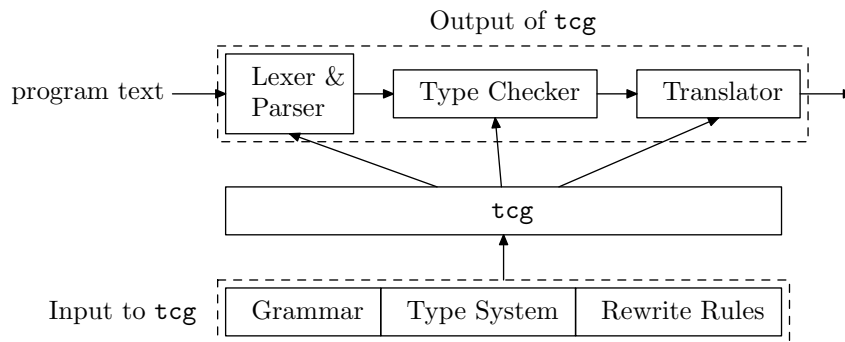 Output of tcg
Lexer &
Parser
program text
Type Checker
Translator
tcg
Input to tcg
Grammar
Type System
Rewrite Rules